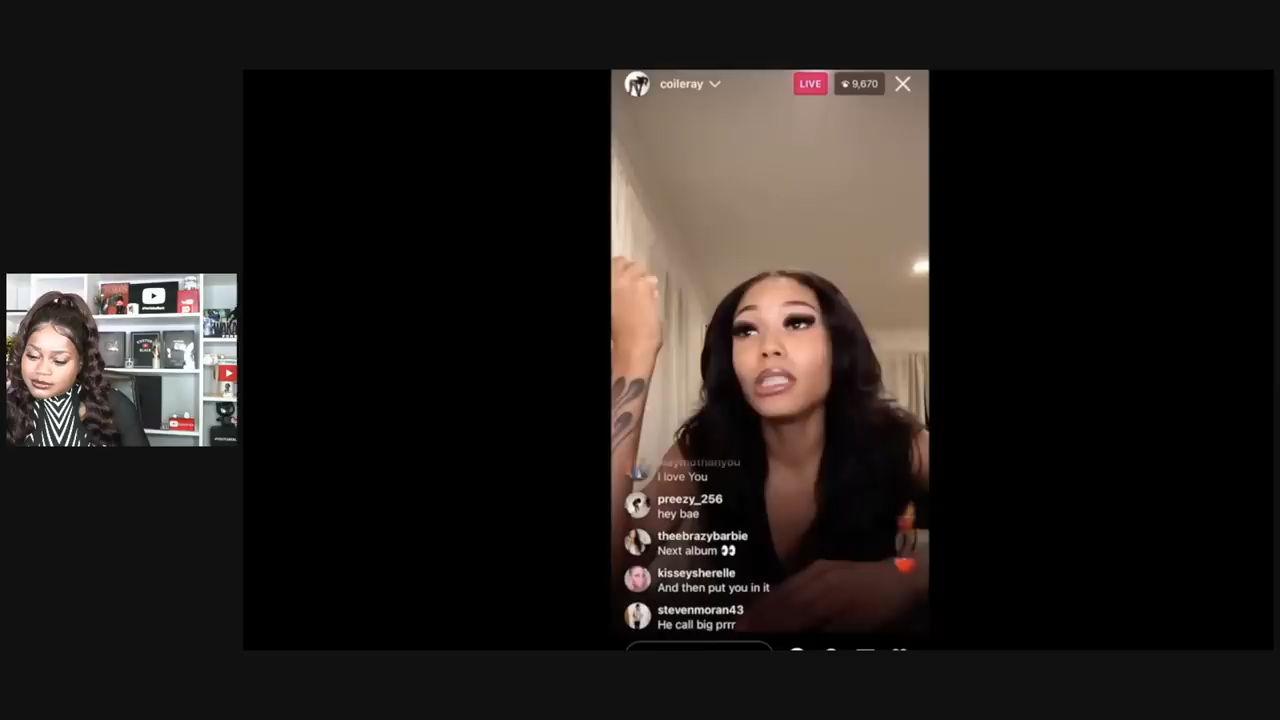 coileray
LIVE
9,670
I love You
preezy_256
hey bae
theebrazybarbie
Next album 👀
kisseysherelle
And then put you in it
stevenmoran43
He call big prrr